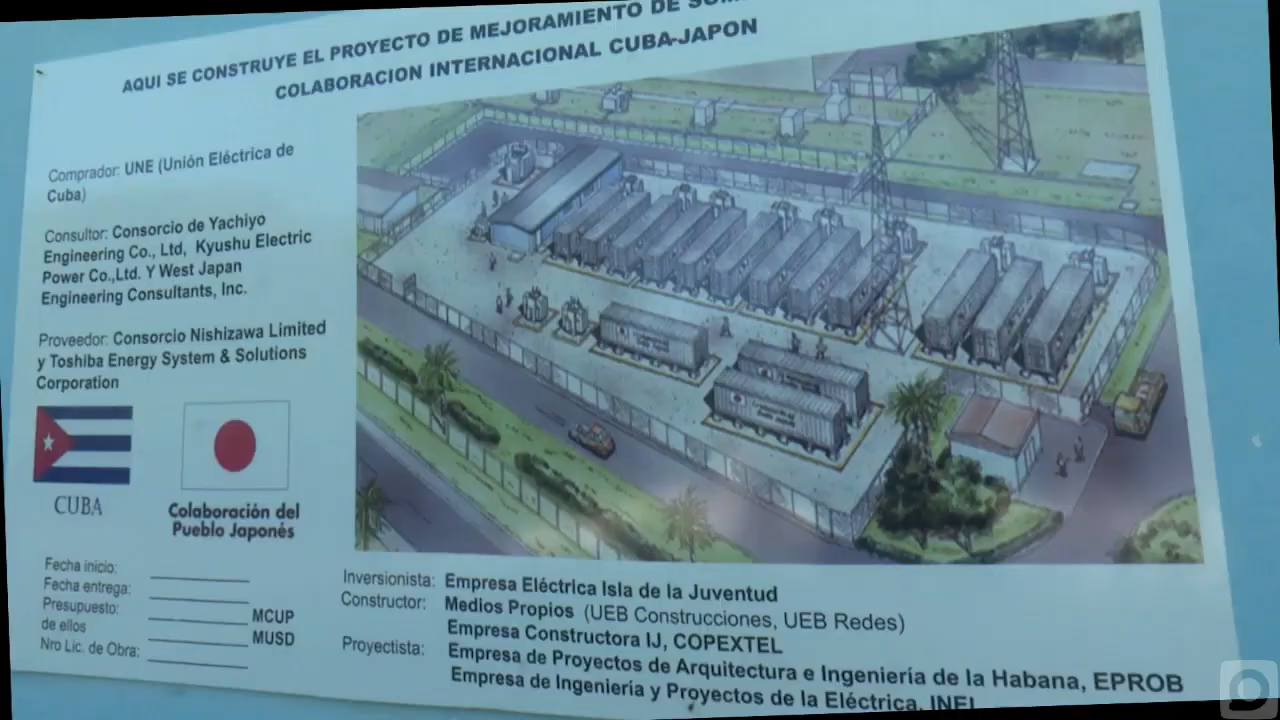 AQUI SE CONSTRUYE EL PROYECTO DE MEJORAMIENTO DE
COLABORACION INTERNACIONAL CUBA-JAPON
Comprador: UNE (Unión Eléctrica de
Cuba)
Consultor: Consorcio de Yachiyo
Engineering Co., Ltd, Kyushu Electric
Power Co.,Ltd. Y West Japan
Engineering Consultants, Inc.
Proveedor: Consorcio Nishizawa Limited
y Toshiba Energy System & Solutions
Corporation
CUBA
Colaboración del
Pueblo Japonés
Fecha inicio:
Fecha entrega:
Presupuesto: MCUP
de ellos MUSD
Nro Lic. de Obra:
Inversionista: Empresa Eléctrica Isla de la Juventud
Constructor: Medios Propios (UEB Construcciones, UEB Redes)
Empresa Constructora IJ, COPEXTEL
Proyectista: Empresa de Proyectos de Arquitectura e Ingeniería de la Habana, EPROB
Empresa de Ingeniería y Proyectos de la Eléctrica, INEL